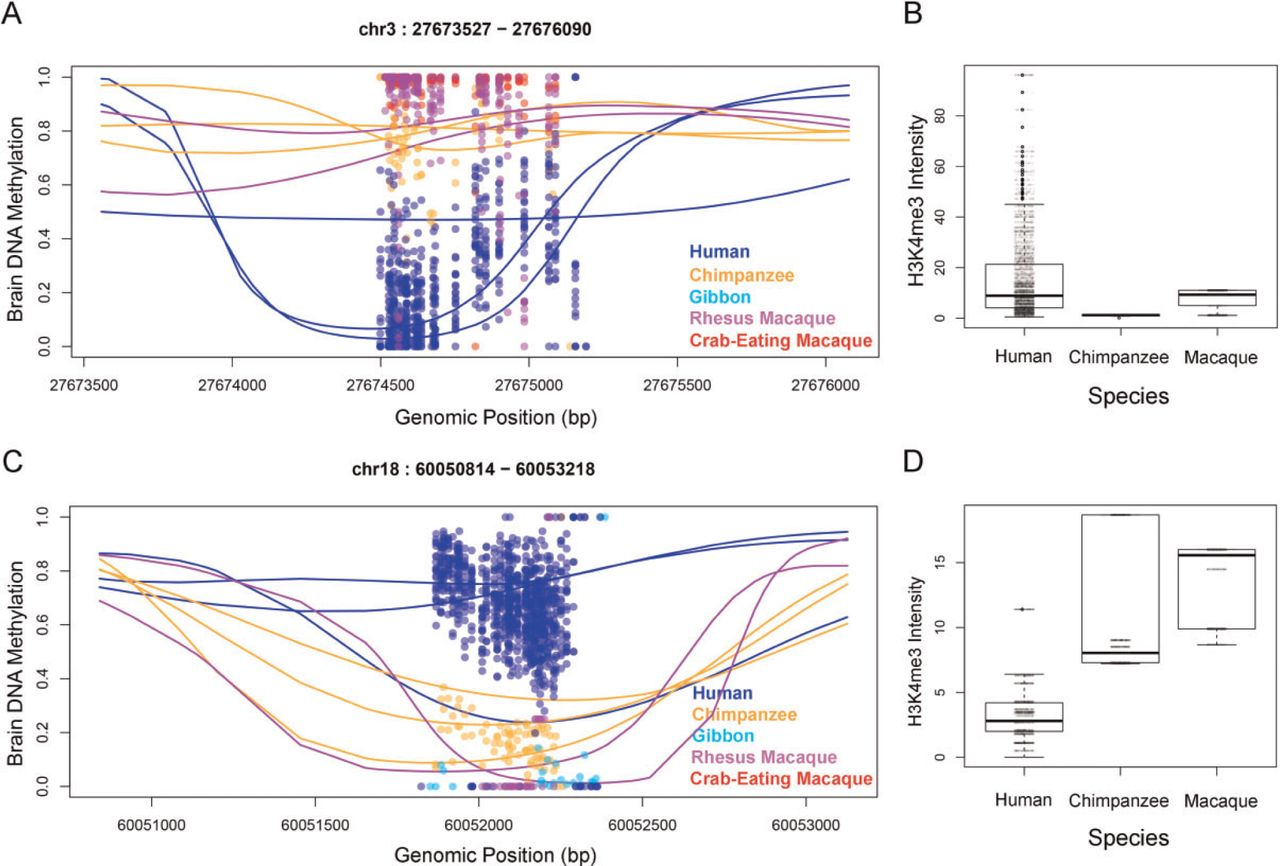 A
chr3 : 27673527 − 27676090
Brain DNA Methylation
1.0
0.8
0.6
0.4
0.2
0.0
Human
Chimpanzee
Gibbon
Rhesus Macaque
Crab-Eating Macaque
27673500 27674000 27674500 27675000 27675500 27676000
Genomic Position (bp)
B
H3K4me3 Intensity
80
60
40
20
0
Human Chimpanzee Macaque
Species
C
chr18 : 60050814 − 60053218
Brain DNA Methylation
1.0
0.8
0.6
0.4
0.2
0.0
Human
Chimpanzee
Gibbon
Rhesus Macaque
Crab-Eating Macaque
60051000 60051500 60052000 60052500 60053000
Genomic Position (bp)
D
H3K4me3 Intensity
15
10
5
0
Human Chimpanzee Macaque
Species